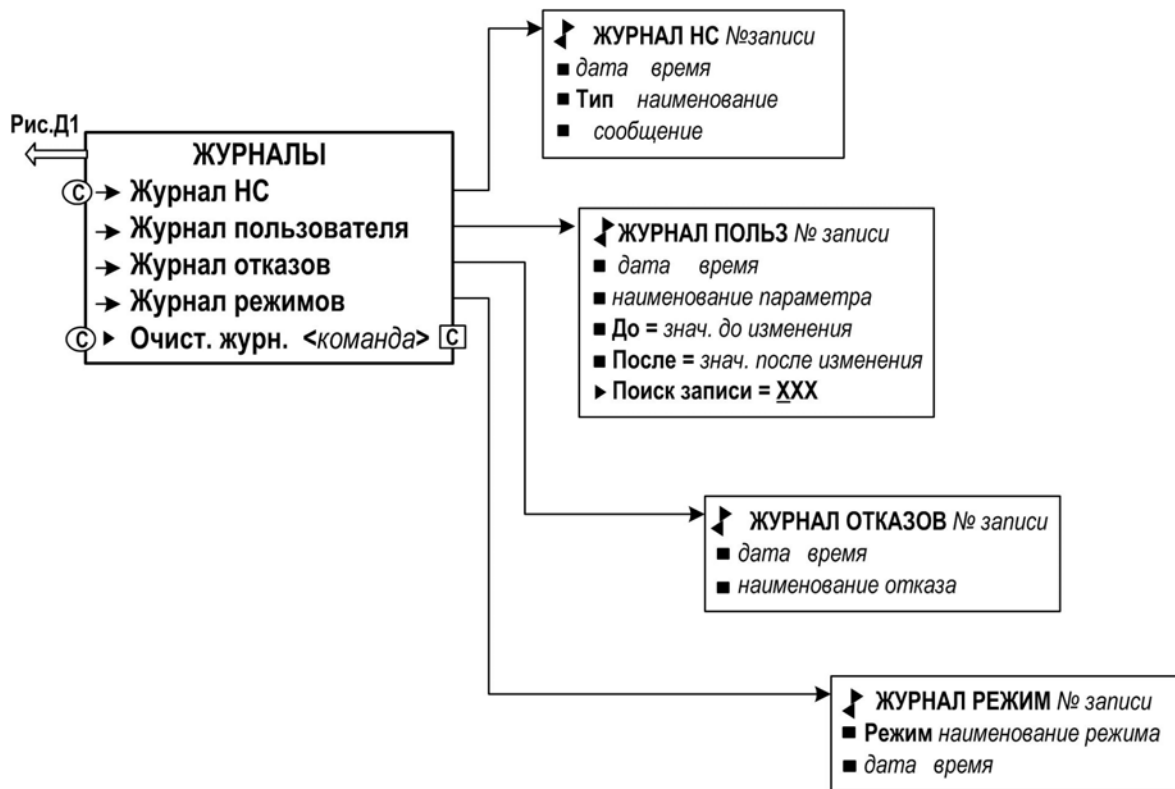 Рис.Д1
ЖУРНАЛЫ
С Журнал НС
Журнал пользователя
Журнал отказов
Журнал режимов
С Очист. журн. <команда> С
ЖУРНАЛ НС №записи
дата время
Тип наименование
сообщение
ЖУРНАЛ ПОЛЬЗ № записи
дата время
наименование параметра
До = знач. до изменения
После = знач. после изменения
Поиск записи = XXX
ЖУРНАЛ ОТКАЗОВ № записи
дата время
наименование отказа
ЖУРНАЛ РЕЖИМ № записи
Режим наименование режима
дата время